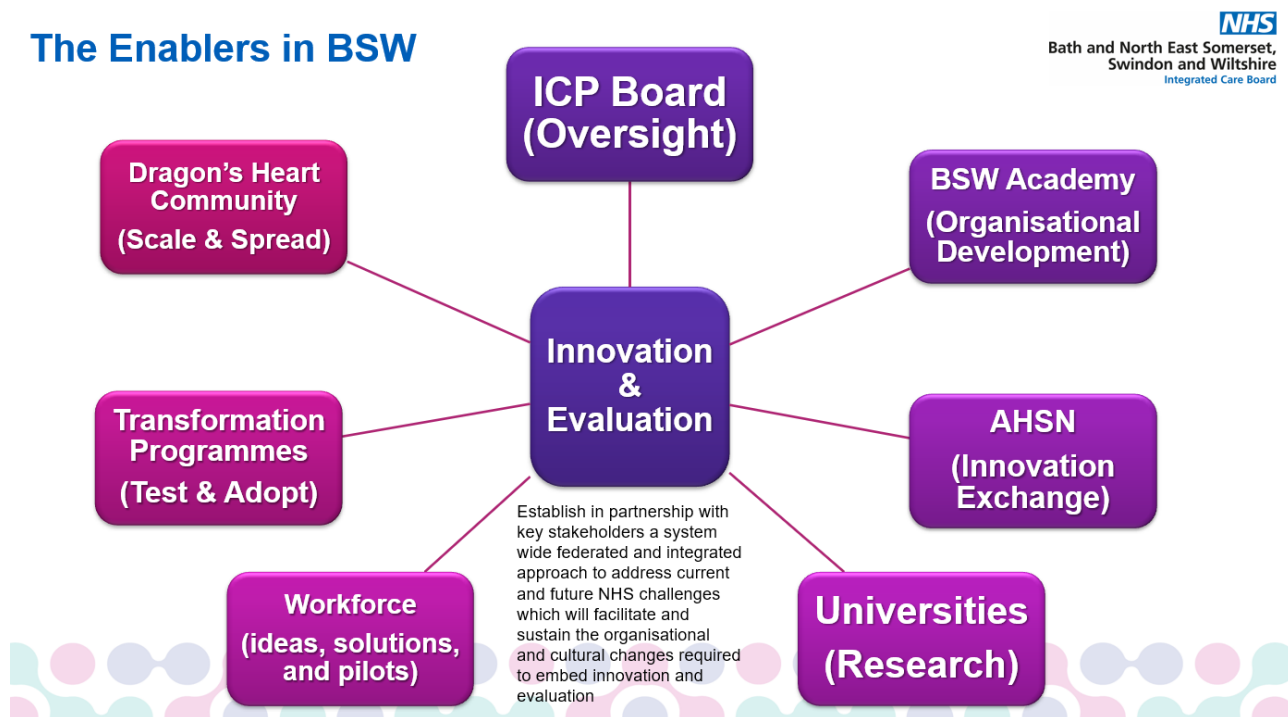 The Enablers in BSW
NHS
Bath and North East Somerset,
Swindon and Wiltshire
Integrated Care Board
ICP Board
(Oversight)
Dragon’s Heart
Community
(Scale & Spread)
BSW Academy
(Organisational
Development)
Innovation
&
Evaluation
Transformation
Programmes
(Test & Adopt)
AHSN
(Innovation
Exchange)
Workforce
(ideas, solutions,
and pilots)
Establish in partnership with
key stakeholders a system
wide federated and integrated
approach to address current
and future NHS challenges
which will facilitate and
sustain the organisational
and cultural changes required
to embed innovation and
evaluation
Universities
(Research)